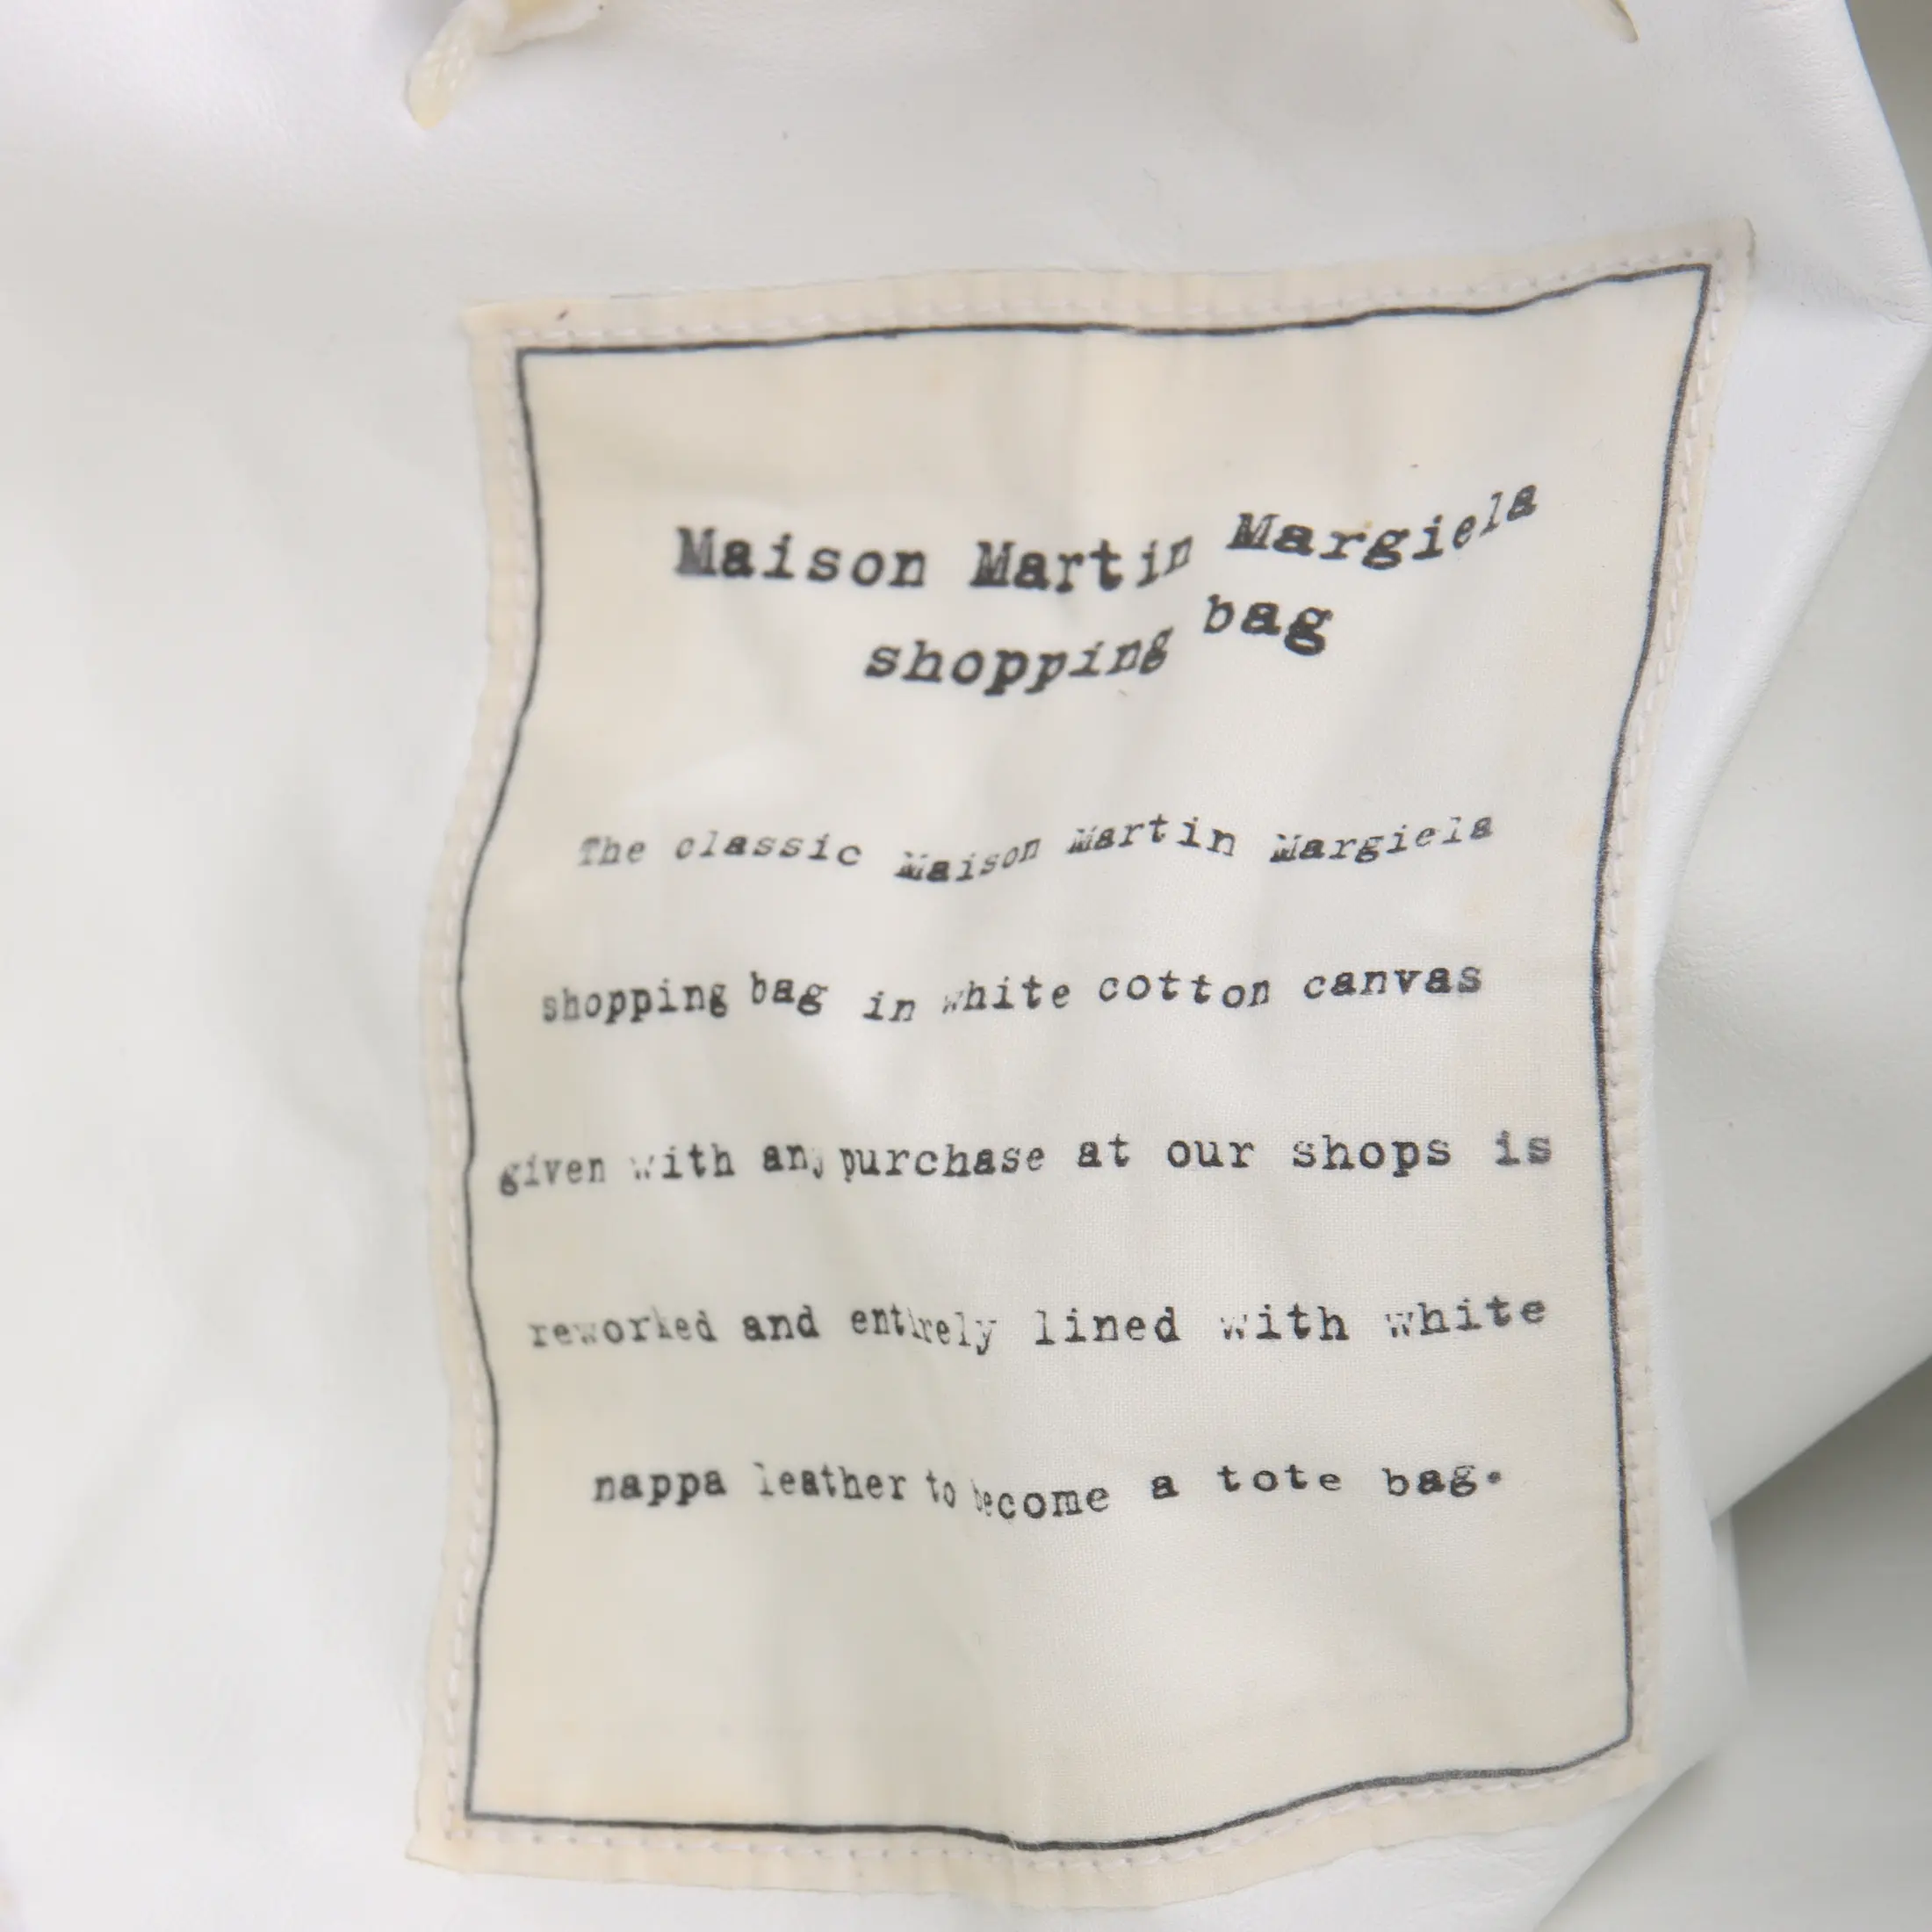 Maison Martin Margiela
shopping bag
The classic Maison Martin Margiela
shopping bag in white cotton canvas
given with any purchase at our shops is
reworked and entirely lined with white
nappa leather to become a tote bag.